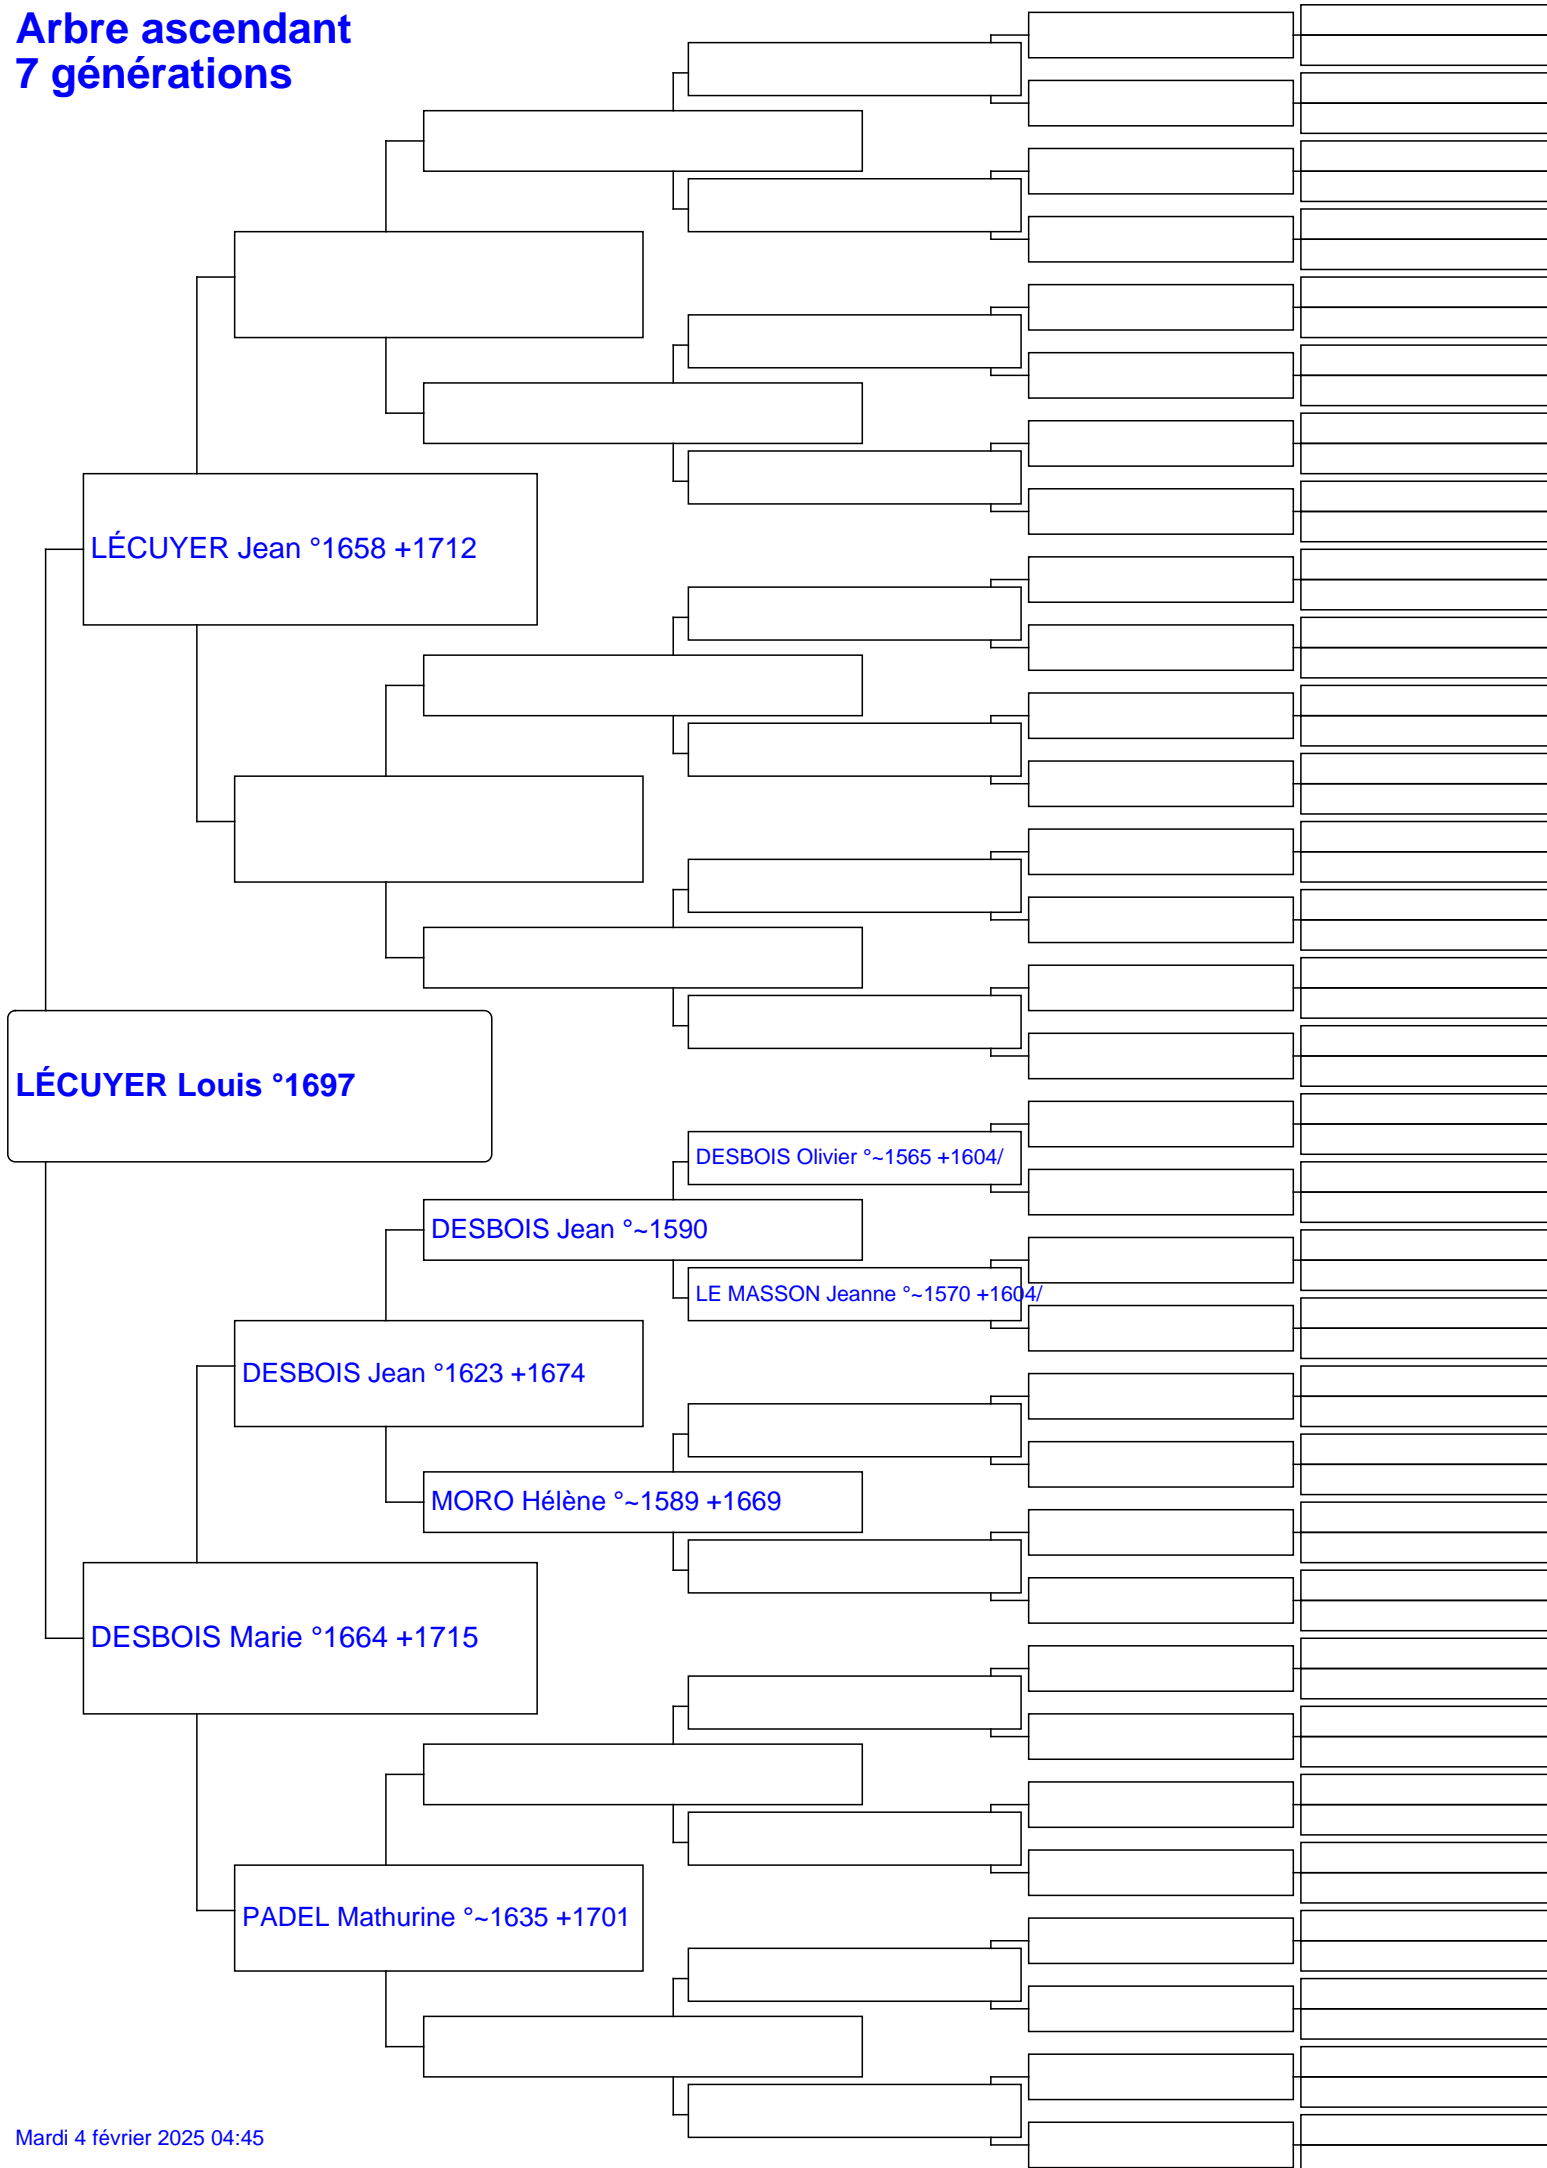 Arbre ascendant
7 générations
LÉCUYER Jean °1658 +1712
LÉCUYER Louis °1697
DESBOIS Olivier °~1565 +1604/
DESBOIS Jean °~1590
LE MASSON Jeanne °~1570 +1604/
DESBOIS Jean °1623 +1674
MORO Hélène °~1589 +1669
DESBOIS Marie °1664 +1715
PADEL Mathurine °~1635 +1701
Mardi 4 février 2025 04:45